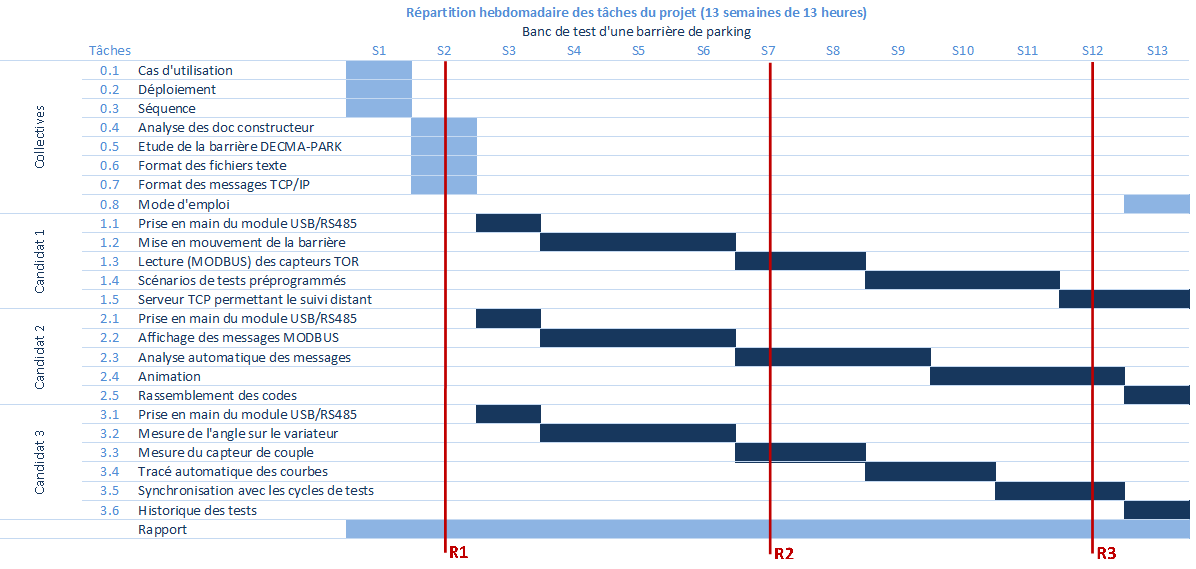 Répartition hebdomadaire des tâches du projet (13 semaines de 13 heures)
Banc de test d'une barrière de parking
Tâches S1 S2 S3 S4 S5 S6 S7 S8 S9 S10 S11 S12 S13
Collectives
0.1 Cas d'utilisation
0.2 Déploiement
0.3 Séquence
0.4 Analyse des doc constructeur
0.5 Etude de la barrière DECMA-PARK
0.6 Format des fichiers texte
0.7 Format des messages TCP/IP
0.8 Mode d'emploi
Candidat 1
1.1 Prise en main du module USB/RS485
1.2 Mise en mouvement de la barrière
1.3 Lecture (MODBUS) des capteurs TOR
1.4 Scénarios de tests préprogrammés
1.5 Serveur TCP permettant le suivi distant
Candidat 2
2.1 Prise en main du module USB/RS485
2.2 Affichage des messages MODBUS
2.3 Analyse automatique des messages
2.4 Animation
2.5 Rassemblement des codes
Candidat 3
3.1 Prise en main du module USB/RS485
3.2 Mesure de l'angle sur le variateur
3.3 Mesure du capteur de couple
3.4 Tracé automatique des courbes
3.5 Synchronisation avec les cycles de tests
3.6 Historique des tests
Rapport
R1 R2 R3